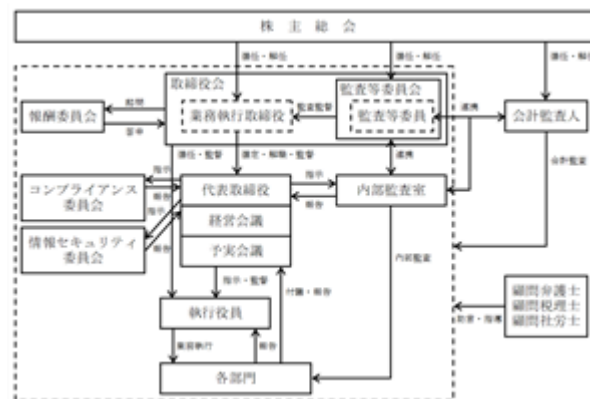 株主総会
選任・解任
選任・解任
選任・解任
取締役会
監査等委員会
報酬委員会
諮問
答申
業務執行取締役
監査監督
監査等委員
連携
会計監査人
選任・監督
選定・解職・監督
連携
会計監査
コンプライアンス
委員会
指示
報告
代表取締役
指示
報告
内部監査室
経営会議
情報セキュリティ
委員会
指示
報告
予実会議
内部監査
指示・監督
付議・報告
執行役員
顧問弁護士
顧問税理士
顧問社労士
助言・指導
業務執行
報告
各部門